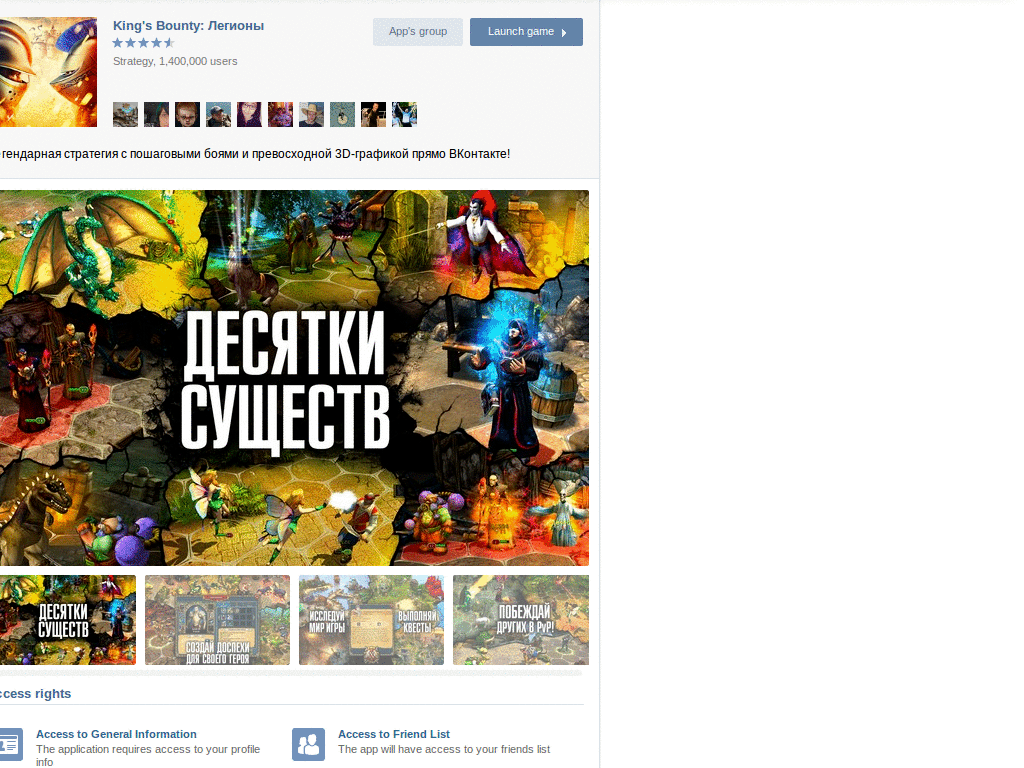 King's Bounty: Легионы
App's group
Launch game
Strategy, 1,400,000 users
гендарная стратегия с пошаговыми боями и превосходной 3D-графикой прямо ВКонтакте!
ДЕСЯТКИ
СУЩЕСТВ
ДЕСЯТКИ
СУЩЕСТВ
СОЗДАЙ ДОСПЕХИ
ДЛЯ СВОЕГО ГЕРОЯ
ИССЛЕДУЙ
МИР ИГРЫ
ВЫПОЛНЯЙ
КВЕСТЫ
ПОБЕЖДАЙ
ДРУГИХ В PvP!
ccess rights
Access to General Information
The application requires access to your profile
info
Access to Friend List
The app will have access to your friends list